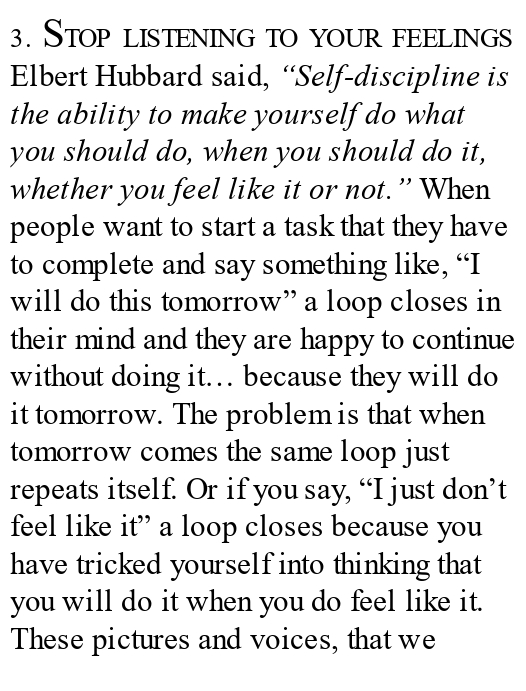 3. STOP LISTENING TO YOUR FEELINGS
Elbert Hubbard said, “Self-discipline is
the ability to make yourself do what
you should do, when you should do it,
whether you feel like it or not.” When
people want to start a task that they have
to complete and say something like, “I
will do this tomorrow” a loop closes in
their mind and they are happy to continue
without doing it… because they will do
it tomorrow. The problem is that when
tomorrow comes the same loop just
repeats itself. Or if you say, “I just don’t
feel like it” a loop closes because you
have tricked yourself into thinking that
you will do it when you do feel like it.
These pictures and voices, that we